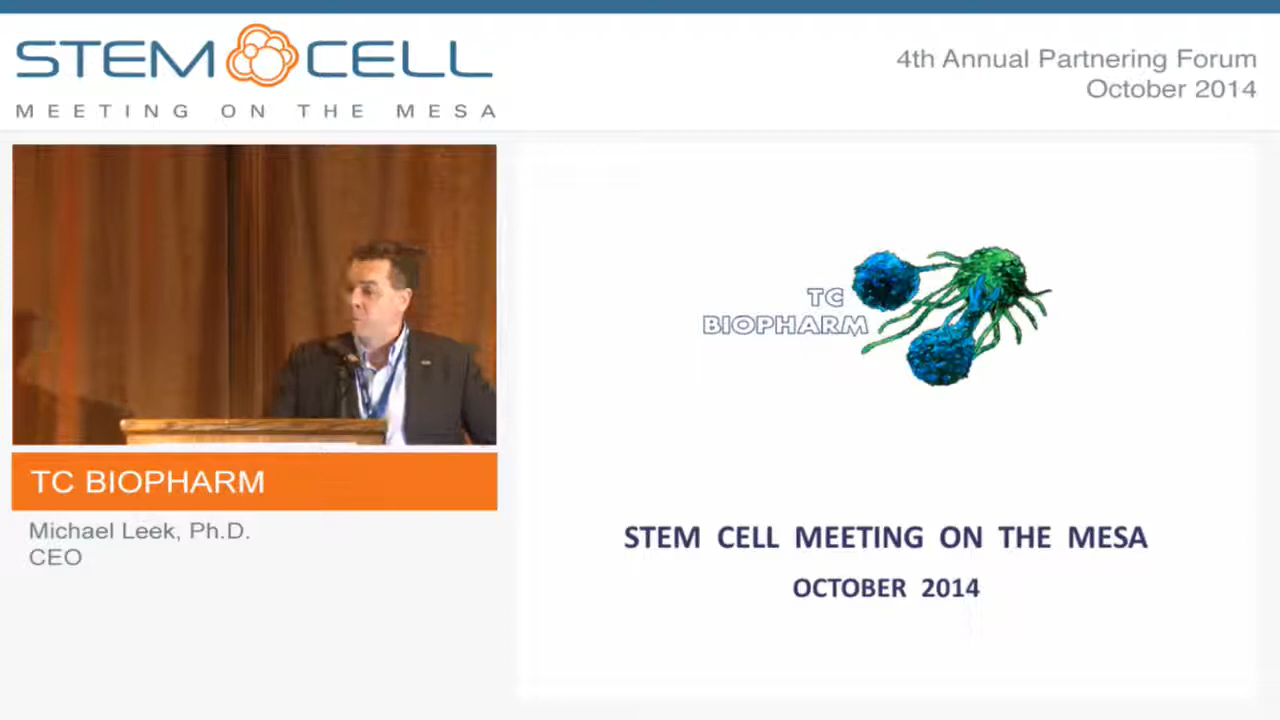 STEM CELL
MEETING ON THE MESA
4th Annual Partnering Forum
October 2014
TC BIOPHARM
Michael Leek, Ph.D.
CEO
TC
BIOPHARM
STEM CELL MEETING ON THE MESA
OCTOBER 2014